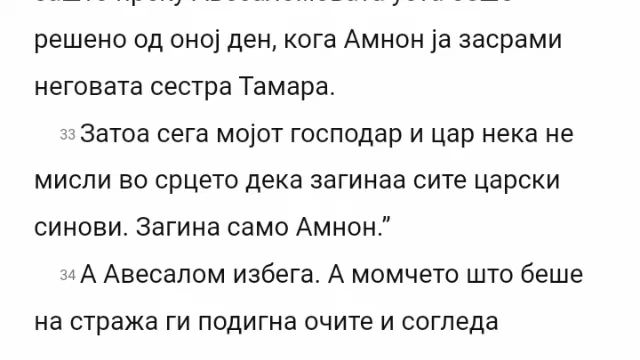 решено од оној ден, кога Амнон ја засрами
неговата сестра Тамара.
33 Затоа сега мојот господар и цар нека не
мисли во срцето дека загинаа сите царски
синови. Загина само Амнон.”
34 А Авесалом избега. А момчето што беше
на стража ги подигна очите и согледа